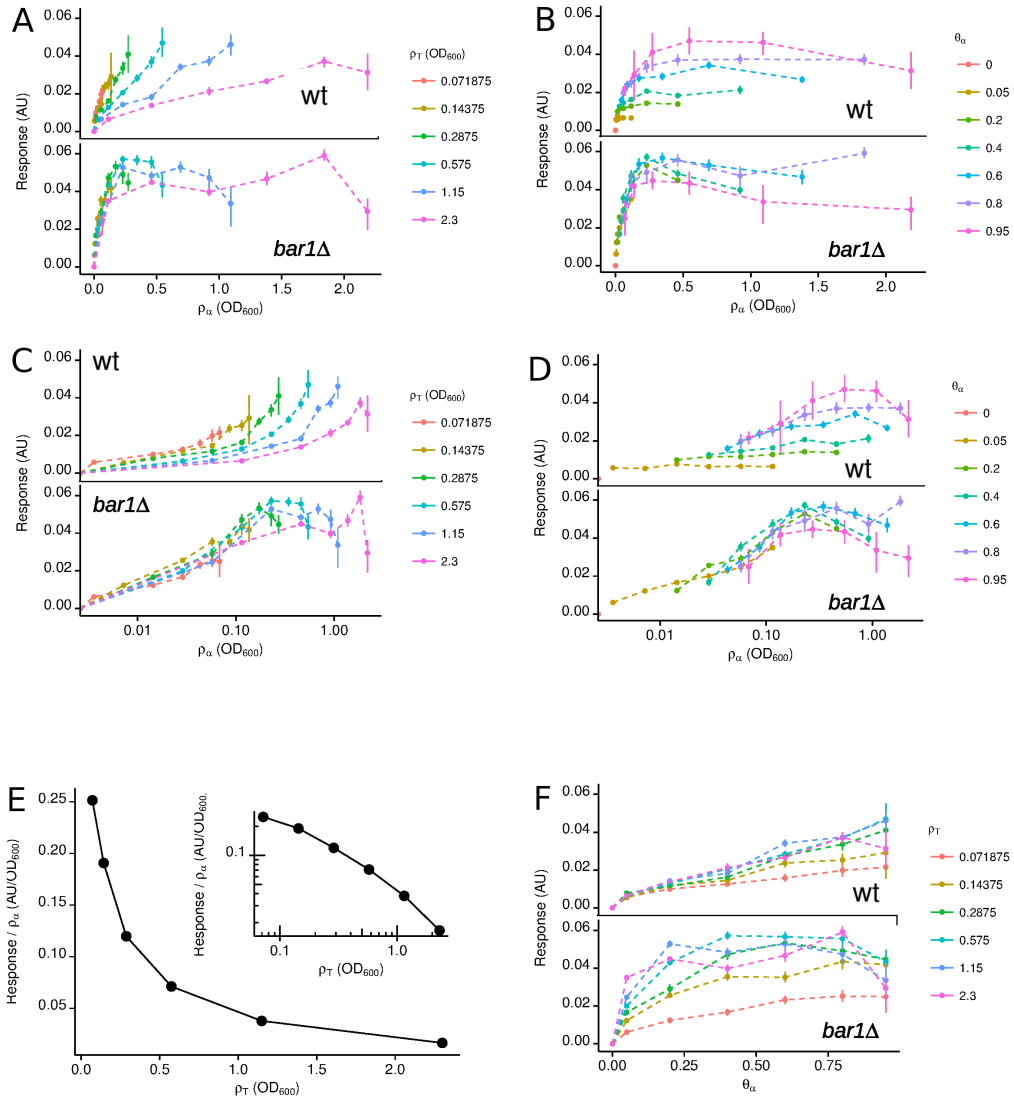 A
0.06
0.04
0.02
0.00
wt
0.06
0.04
0.02
0.00
bar1Δ
Response (AU)
Response (AU)
0.0 0.5 1.0 1.5 2.0
ρα (OD600)
ρT (OD600)
0.071875
0.14375
0.2875
0.575
1.15
2.3
B
0.06
0.04
0.02
0.00
wt
0.06
0.04
0.02
0.00
bar1Δ
Response (AU)
Response (AU)
0.0 0.5 1.0 1.5 2.0
ρα (OD600)
θα
0
0.05
0.2
0.4
0.6
0.8
0.95
C
wt
0.06
0.04
0.02
0.00
bar1Δ
0.06
0.04
0.02
0.00
Response (AU)
Response (AU)
0.01 0.10 1.00
ρα (OD600)
ρT (OD600)
0.071875
0.14375
0.2875
0.575
1.15
2.3
D
0.06
0.04
0.02
0.00
wt
0.06
0.04
0.02
0.00
bar1Δ
Response (AU)
Response (AU)
0.01 0.10 1.00
ρα (OD600)
θα
0
0.05
0.2
0.4
0.6
0.8
0.95
E
0.25
0.20
0.15
0.10
0.05
Response / ρα (AU/OD600)
0.0 0.5 1.0 1.5 2.0
ρT (OD600)
Response / ρα (AU/OD600.
0.1
0.1 1.0
ρT (OD600)
F
0.06
0.04
0.02
0.00
wt
0.06
0.04
0.02
0.00
bar1Δ
Response (AU)
Response (AU)
0.00 0.25 0.50 0.75
θα
ρT
0.071875
0.14375
0.2875
0.575
1.15
2.3